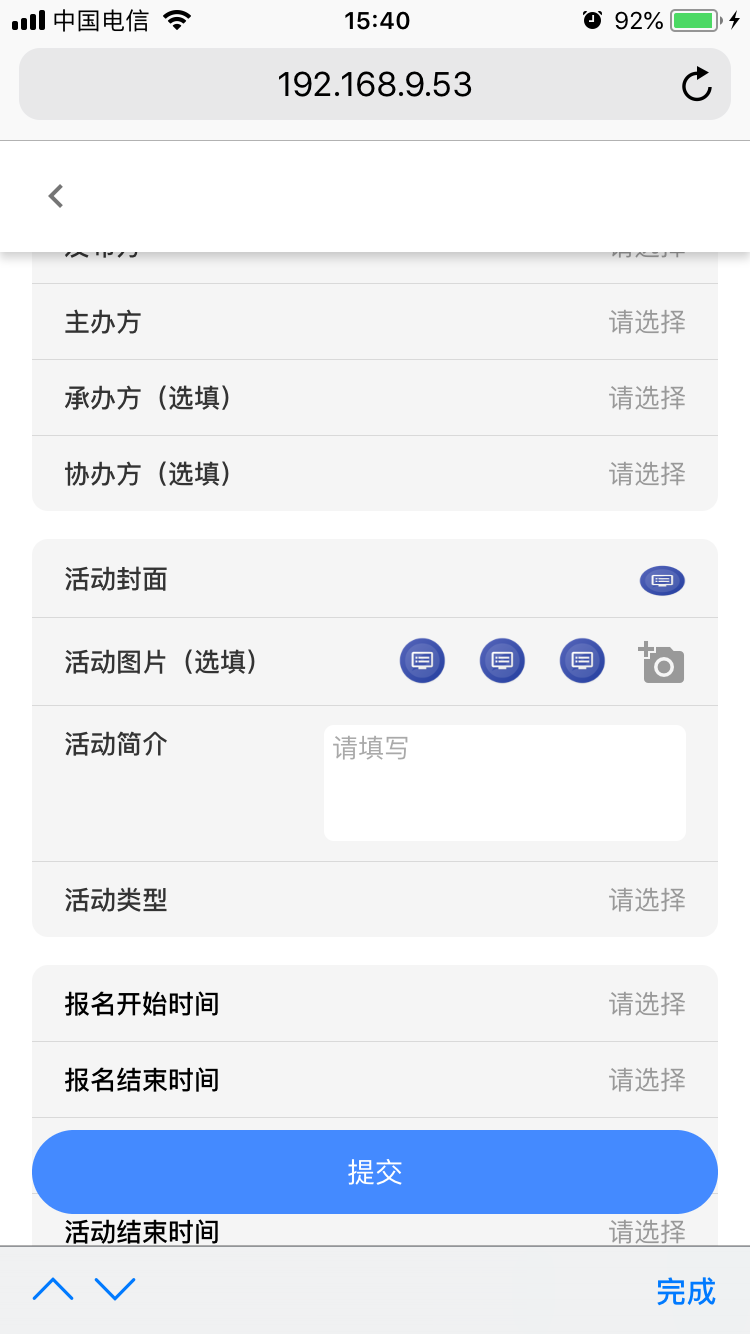 中国电信 15:40 92%
192.168.9.53
主办方 请选择
承办方（选填） 请选择
协办方（选填） 请选择
活动封面
活动图片（选填）
活动简介 请填写
活动类型 请选择
报名开始时间 请选择
报名结束时间 请选择
提交
活动结束时间 请选择
完成